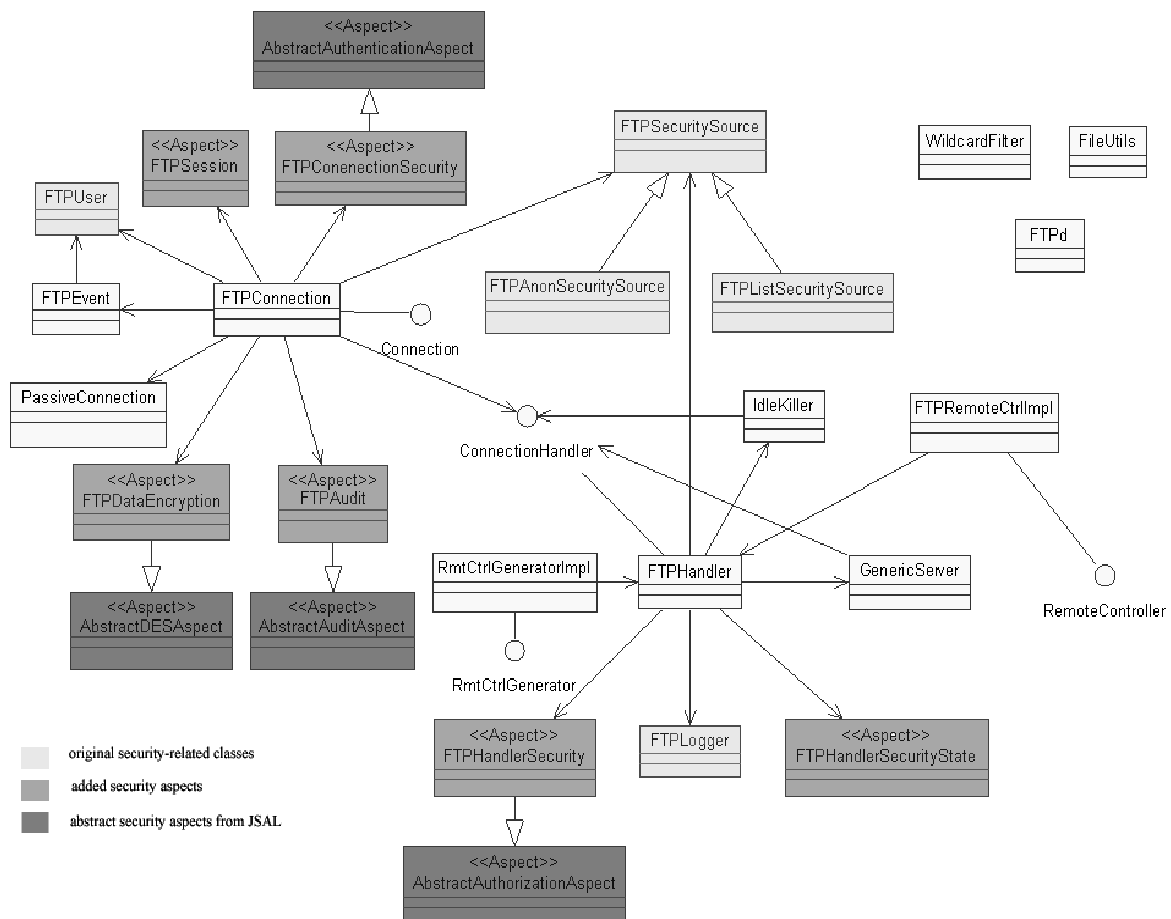 <<Aspect>>
AbstractAuthenticationAspect
<<Aspect>>
FTPSession
<<Aspect>>
FTPConenectionSecurity
FTPSecuritySource
WildcardFilter
FileUtils
FTPUser
FTPd
FTPEvent
FTPConnection
FTPAnonSecuritySource
FTPListSecuritySource
Connection
PassiveConnection
IdleKiller
FTPRemoteCtrlImpl
ConnectionHandler
<<Aspect>>
FTPDataEncryption
<<Aspect>>
FTPAudit
RmtCtrlGeneratorImpl
FTPHandler
GenericServer
RemoteController
<<Aspect>>
AbstractDESAspect
<<Aspect>>
AbstractAuditAspect
RmtCtrlGenerator
<<Aspect>>
FTPHandlerSecurity
FTPLogger
<<Aspect>>
FTPHandlerSecurityState
original security-related classes
added security aspects
abstract security aspects from JSAL
<<Aspect>>
AbstractAuthorizationAspect